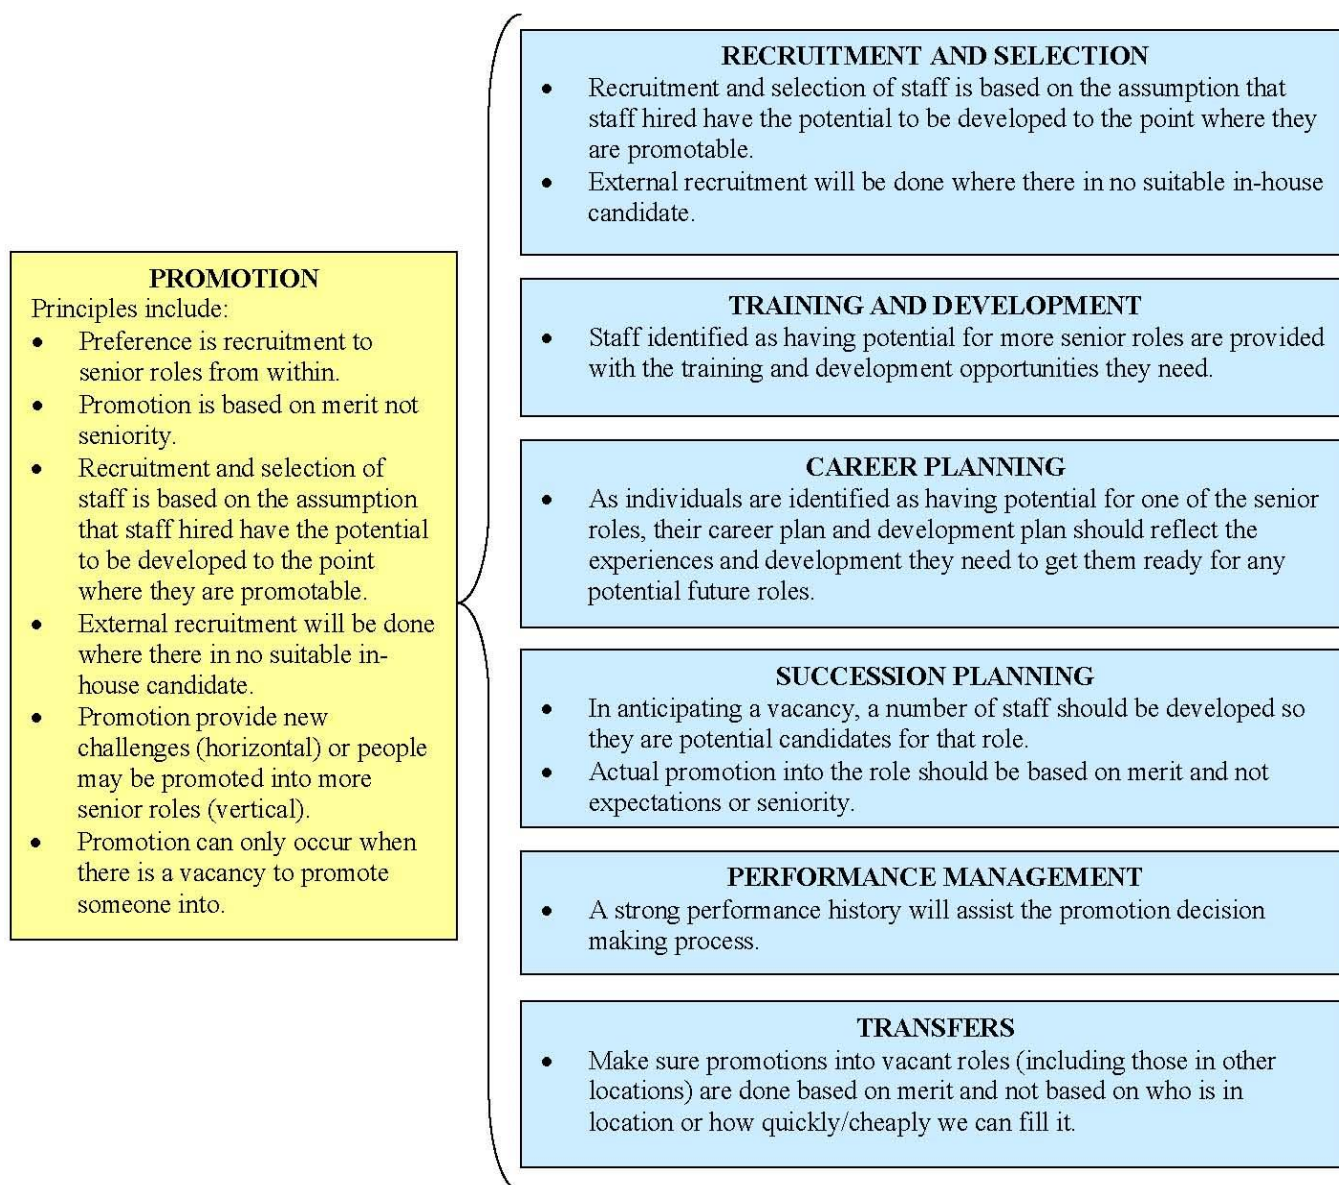 PROMOTION
Principles include:
• Preference is recruitment to
senior roles from within.
• Promotion is based on merit not
seniority.
• Recruitment and selection of
staff is based on the assumption
that staff hired have the potential
to be developed to the point
where they are promotable.
• External recruitment will be done
where there in no suitable in-
house candidate.
• Promotion provide new
challenges (horizontal) or people
may be promoted into more
senior roles (vertical).
• Promotion can only occur when
there is a vacancy to promote
someone into.
RECRUITMENT AND SELECTION
• Recruitment and selection of staff is based on the assumption that
staff hired have the potential to be developed to the point where they
are promotable.
• External recruitment will be done where there in no suitable in-house
candidate.
TRAINING AND DEVELOPMENT
• Staff identified as having potential for more senior roles are provided
with the training and development opportunities they need.
CAREER PLANNING
• As individuals are identified as having potential for one of the senior
roles, their career plan and development plan should reflect the
experiences and development they need to get them ready for any
potential future roles.
SUCCESSION PLANNING
• In anticipating a vacancy, a number of staff should be developed so
they are potential candidates for that role.
• Actual promotion into the role should be based on merit and not
expectations or seniority.
PERFORMANCE MANAGEMENT
• A strong performance history will assist the promotion decision
making process.
TRANSFERS
• Make sure promotions into vacant roles (including those in other
locations) are done based on merit and not based on who is in
location or how quickly/cheaply we can fill it.